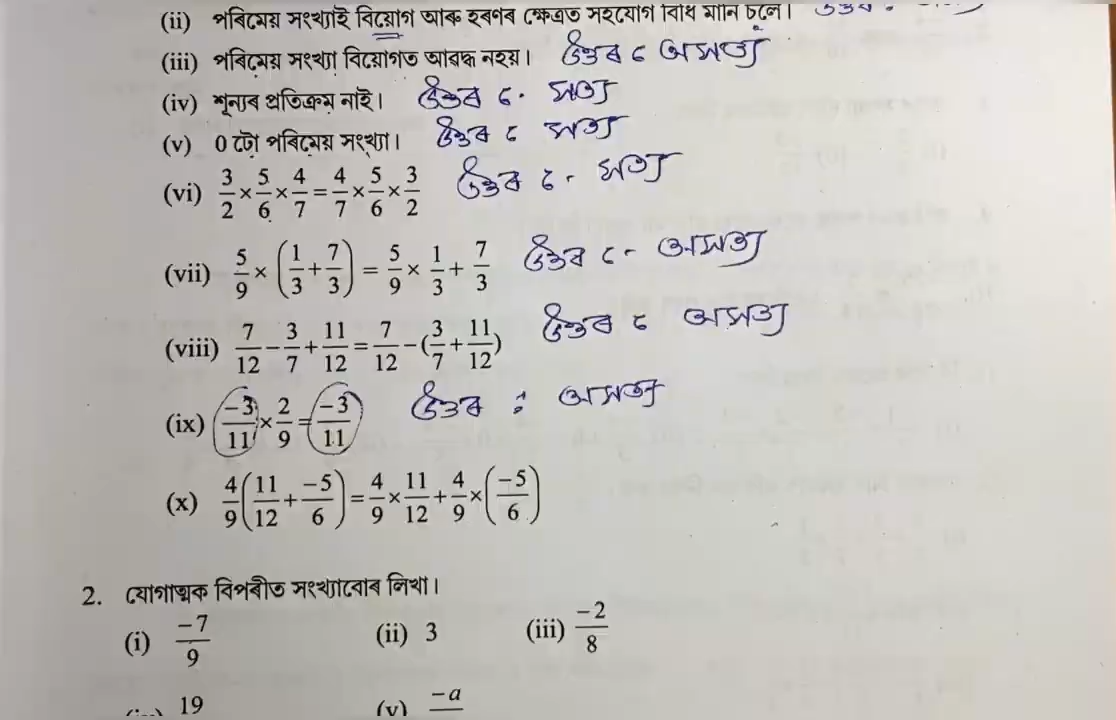 (ii) পৰিমেয় সংখ্যাই বিয়োগ আৰু হৰণৰ ক্ষেত্ৰত সহযোগ বিধি মানি চলে।
(iii) পৰিমেয় সংখ্যা বিয়োগত আৱদ্ধ নহয়। উত্তৰ : অসত্য
(iv) শূন্যৰ প্ৰতিক্ৰম নাই। উত্তৰ :- সত্য
(v) 0 টো পৰিমেয় সংখ্যা। উত্তৰ : সত্য
(vi) 3/2 × 5/6 × 4/7 = 4/7 × 5/6 × 3/2 উত্তৰ :- সত্য
(vii) 5/9 × (1/3 + 7/3) = 5/9 × 1/3 + 7/3 উত্তৰ :- অসত্য
(viii) 7/12 − 3/7 + 11/12 = 7/12 − (3/7 + 11/12) উত্তৰ : অসত্য
(ix) −3/11 × 2/9 = −3/11 উত্তৰ : অসত্য
(x) 4/9 (11/12 + −5/6) = 4/9 × 11/12 + 4/9 × (−5/6)
2. যোগাত্মক বিপৰীত সংখ্যাবোৰ লিখা।
(i) −7/9 (ii) 3 (iii) −2/8
19 (v) −a